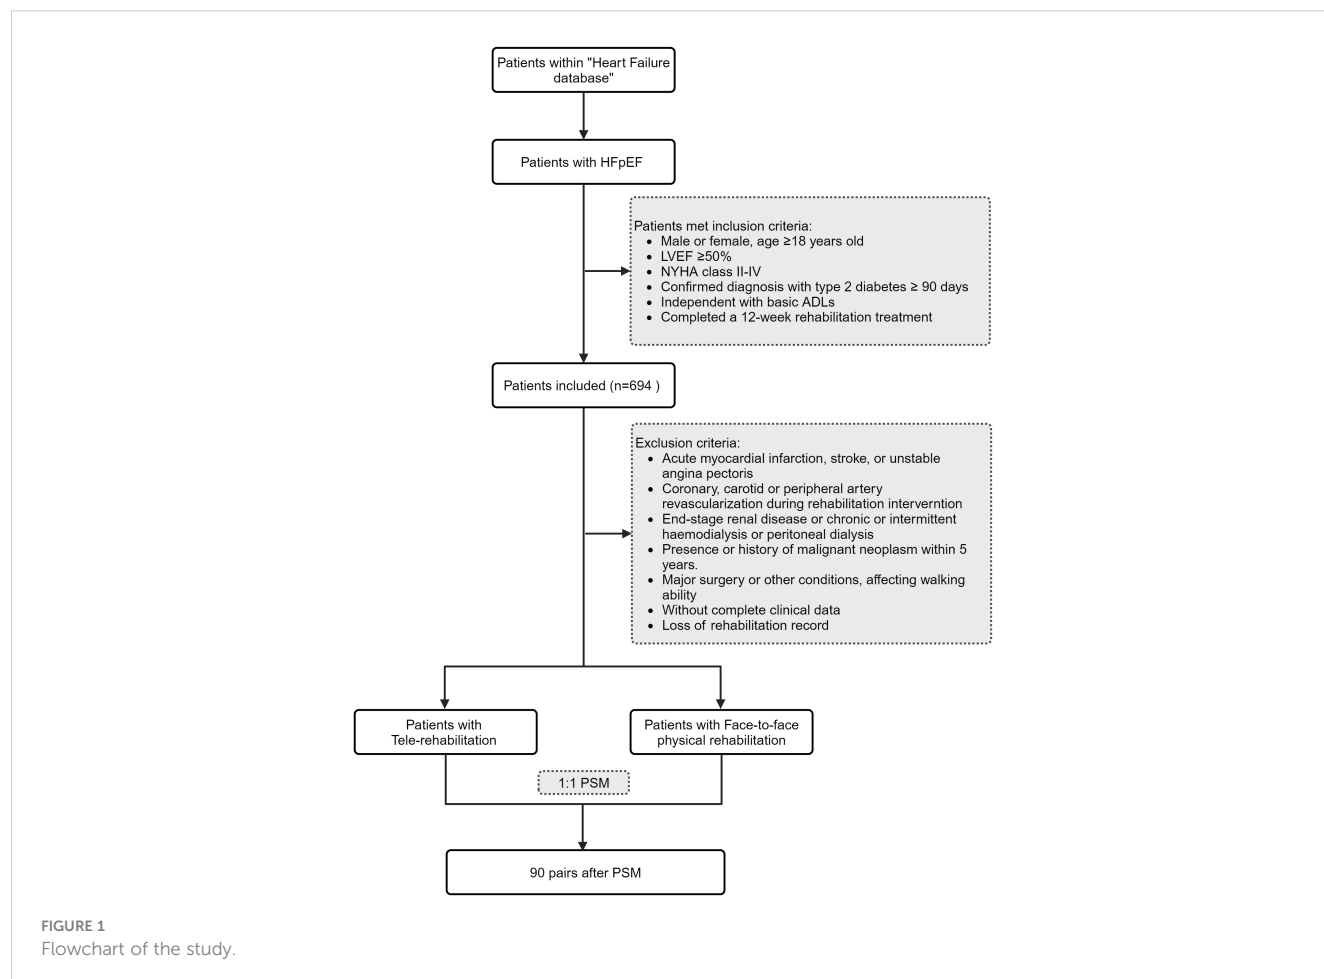 Patients within "Heart Failure
database"
Patients with HFpEF
Patients met inclusion criteria:
• Male or female, age ≥18 years old
• LVEF ≥50%
• NYHA class II-IV
• Confirmed diagnosis with type 2 diabetes ≥ 90 days
• Independent with basic ADLs
• Completed a 12-week rehabilitation treatment
Patients included (n=694 )
Exclusion criteria:
• Acute myocardial infarction, stroke, or unstable
angina pectoris
• Coronary, carotid or peripheral artery
revascularization during rehabilitation interverntion
• End-stage renal disease or chronic or intermittent
haemodialysis or peritoneal dialysis
• Presence or history of malignant neoplasm within 5
years.
• Major surgery or other conditions, affecting walking
ability
• Without complete clinical data
• Loss of rehabilitation record
Patients with
Tele-rehabilitation
Patients with Face-to-face
physical rehabilitation
1:1 PSM
90 pairs after PSM
FIGURE 1
Flowchart of the study.